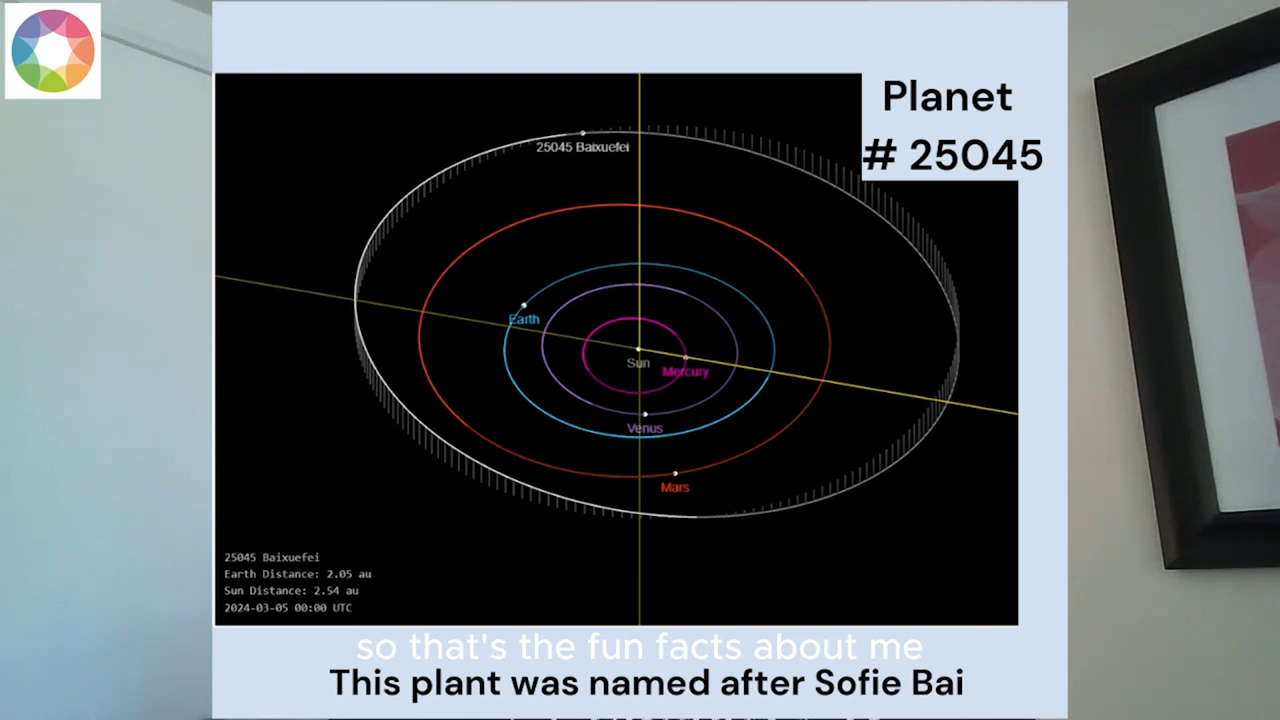 Planet
# 25045
25045 Baixuefei
Earth
Sun
Mercury
Venus
Mars
25045 Baixuefei
Earth Distance: 2.05 au
Sun Distance: 2.54 au
2024-03-05 00:00 UTC
so that's the fun facts about me
This plant was named after Sofie Bai